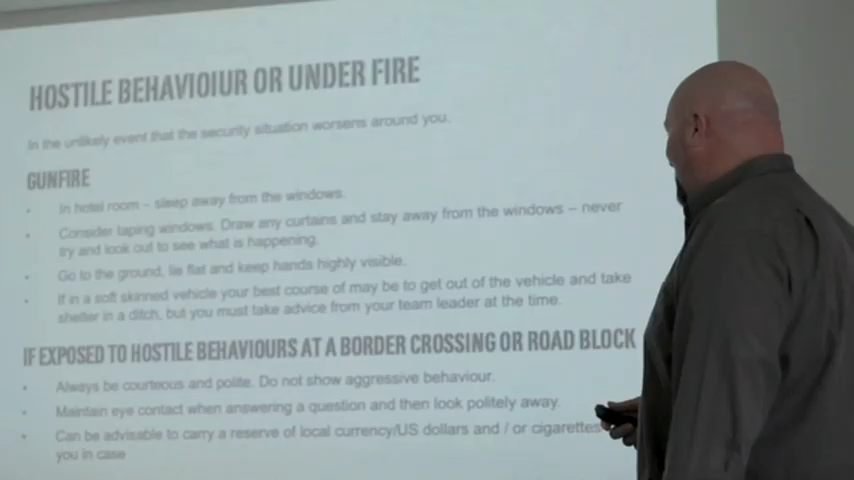 HOSTILE BEHAVIOIUR OR UNDER FIRE
In the unlikely event that the security situation worsens around you.
GUNFIRE
• In hotel room – sleep away from the windows.
• Consider taping windows. Draw any curtains and stay away from the windows – never
try and look out to see what is happening.
• Go to the ground, lie flat and keep hands highly visible.
• If in a soft skinned vehicle your best course of may be to get out of the vehicle and take
shelter in a ditch, but you must take advice from your team leader at the time.
IF EXPOSED TO HOSTILE BEHAVIOURS AT A BORDER CROSSING OR ROAD BLOCK
• Always be courteous and polite. Do not show aggressive behaviour.
• Maintain eye contact when answering a question and then look politely away.
• Can be advisable to carry a reserve of local currency/US dollars and / or cigarettes
you in case